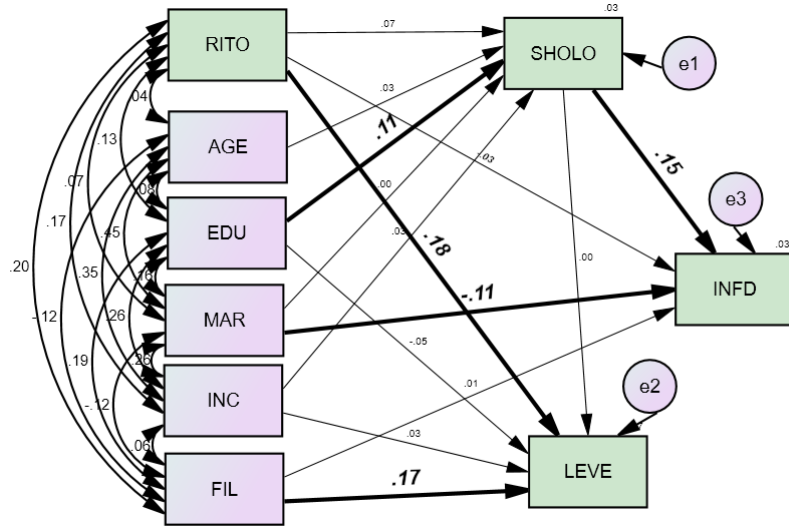 .03
RITO
.07
SHOLO
e1
.04
.03
AGE
.11
.13
-.03
.15
.07
.08
.00
.17
EDU
.03
.18
e3
.45
.03
.20
.00
.35
.16
-.11
INFD
.26
MAR
-.12
-.05
.26
.19
.01
e2
INC
-.12
.03
.06
LEVE
FIL
.17